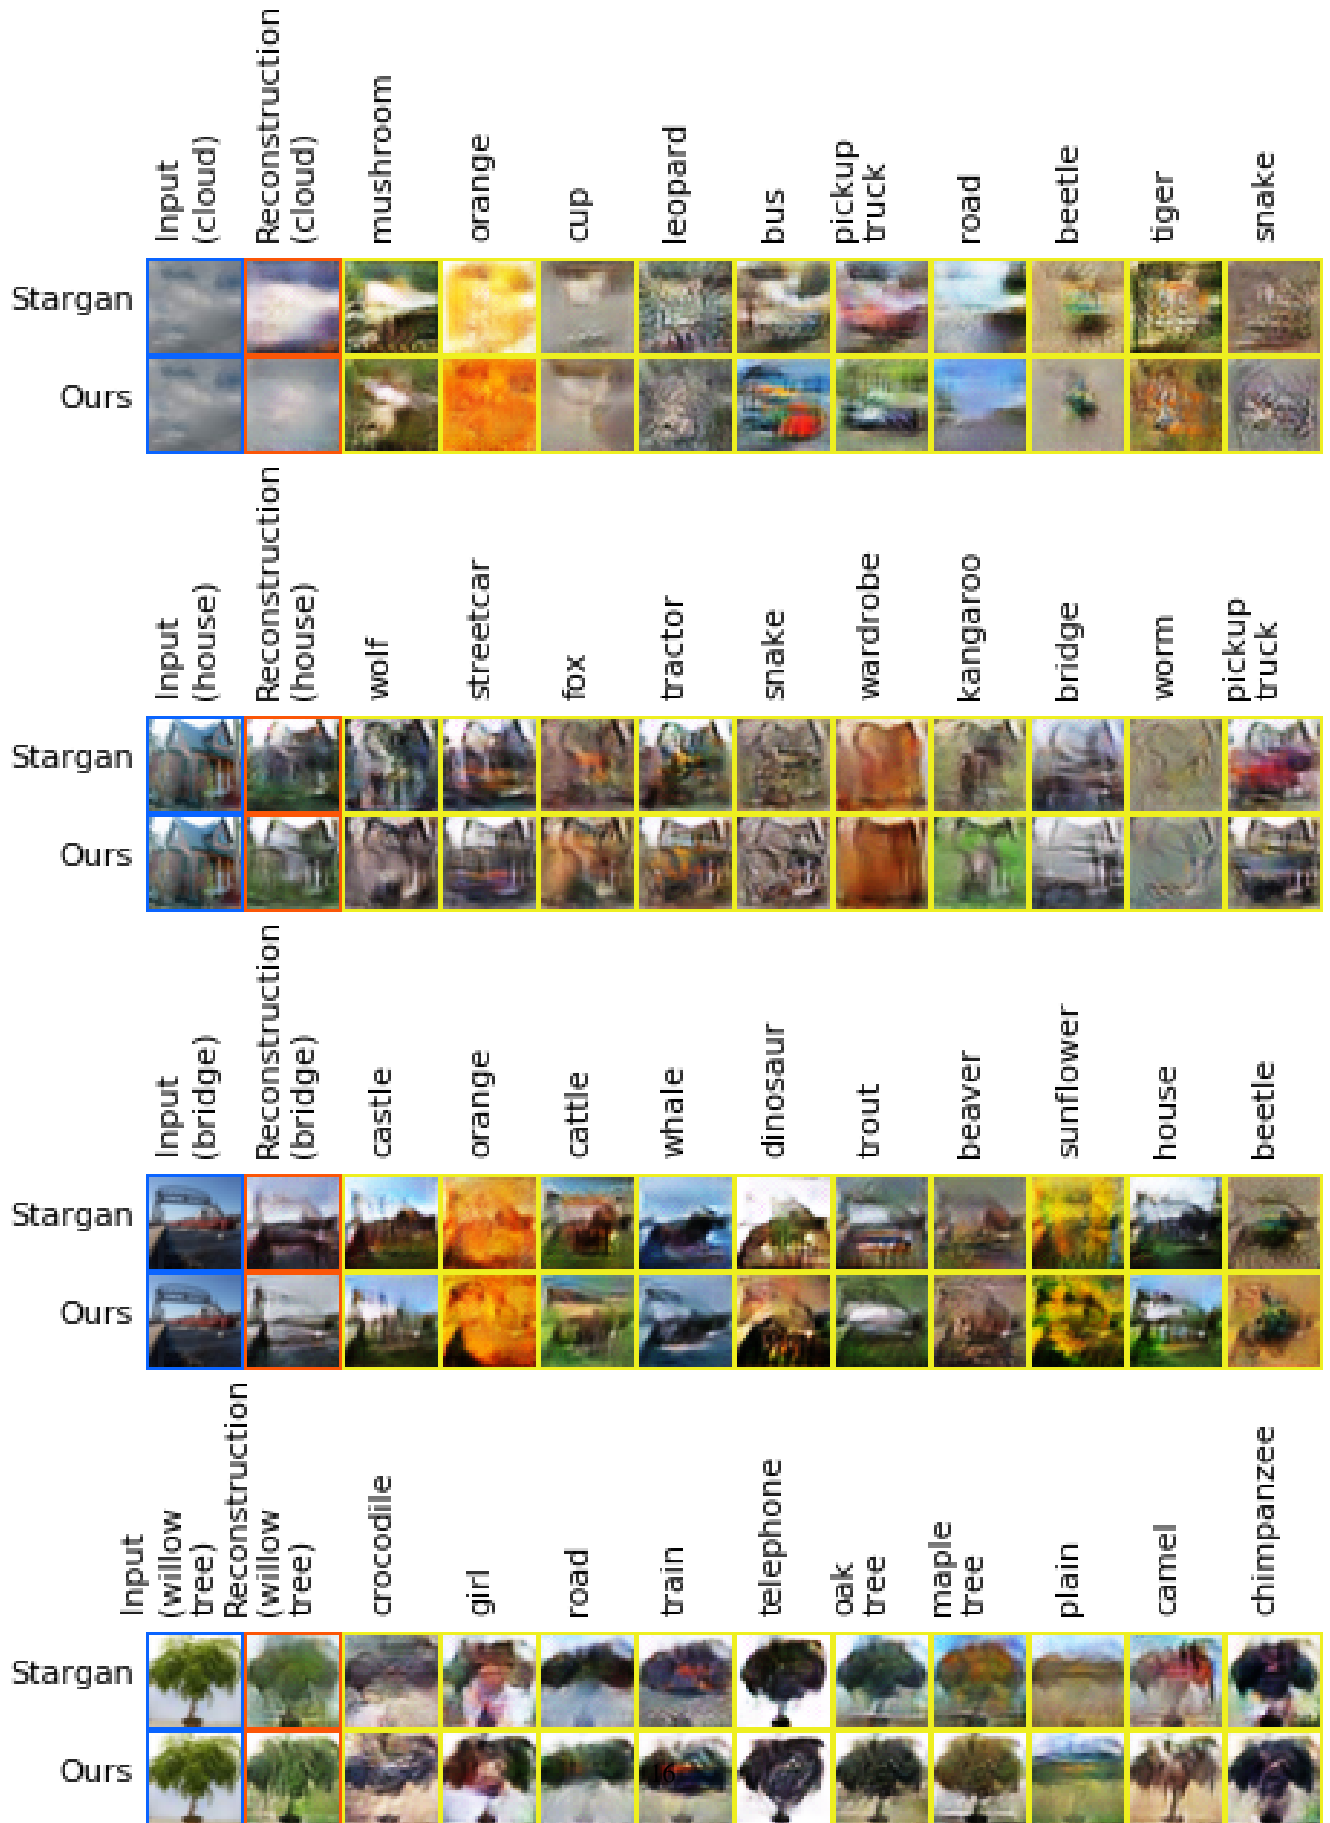 Input
(cloud)
Reconstruction
(cloud)
mushroom
orange
cup
leopard
bus
pickup
truck
road
beetle
tiger
snake
Stargan
Ours
Input
(house)
Reconstruction
(house)
wolf
streetcar
fox
tractor
snake
wardrobe
kangaroo
bridge
worm
pickup
truck
Stargan
Ours
Input
(bridge)
Reconstruction
(bridge)
castle
orange
cattle
whale
dinosaur
trout
beaver
sunflower
house
beetle
Stargan
Ours
Input
(willow
tree)
Reconstruction
(willow
tree)
crocodile
girl
road
train
telephone
oak
tree
maple
tree
plain
camel
chimpanzee
Stargan
Ours
16